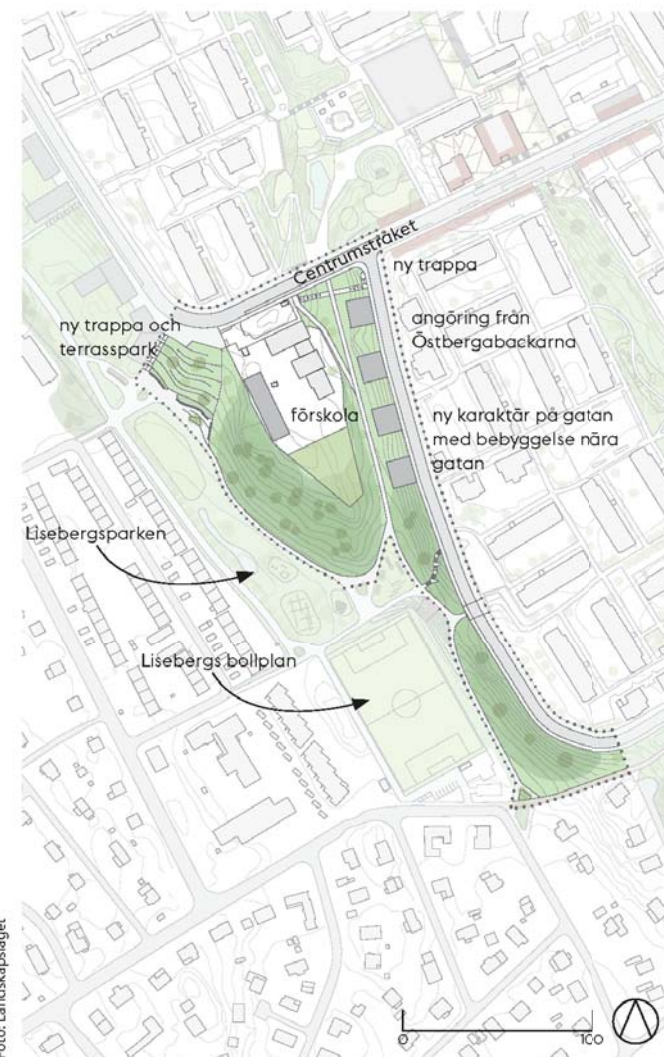 Centrumstråket
ny trappa
ny trappa och
terrasspark
angöring från
Östbergabackarna
förskola
ny karaktär på gatan
med bebyggelse nära
gatan
Lisebergsparken
Lisebergs bollplan
Foto: Landskapslaget
0
100